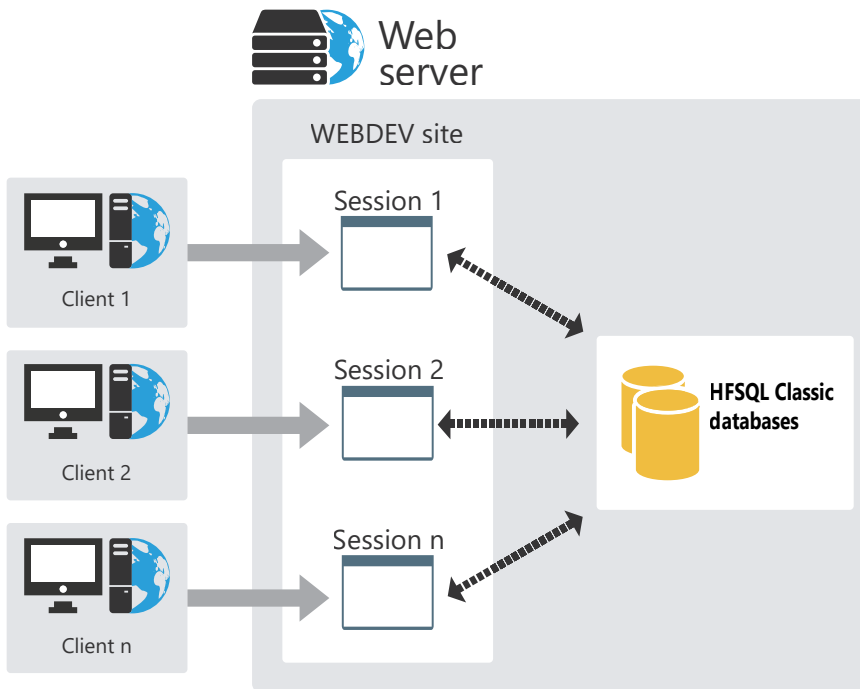 Web
server
WEBDEV site
Session 1
Client 1
Session 2
Client 2
HFSQL Classic
databases
Session n
Client n